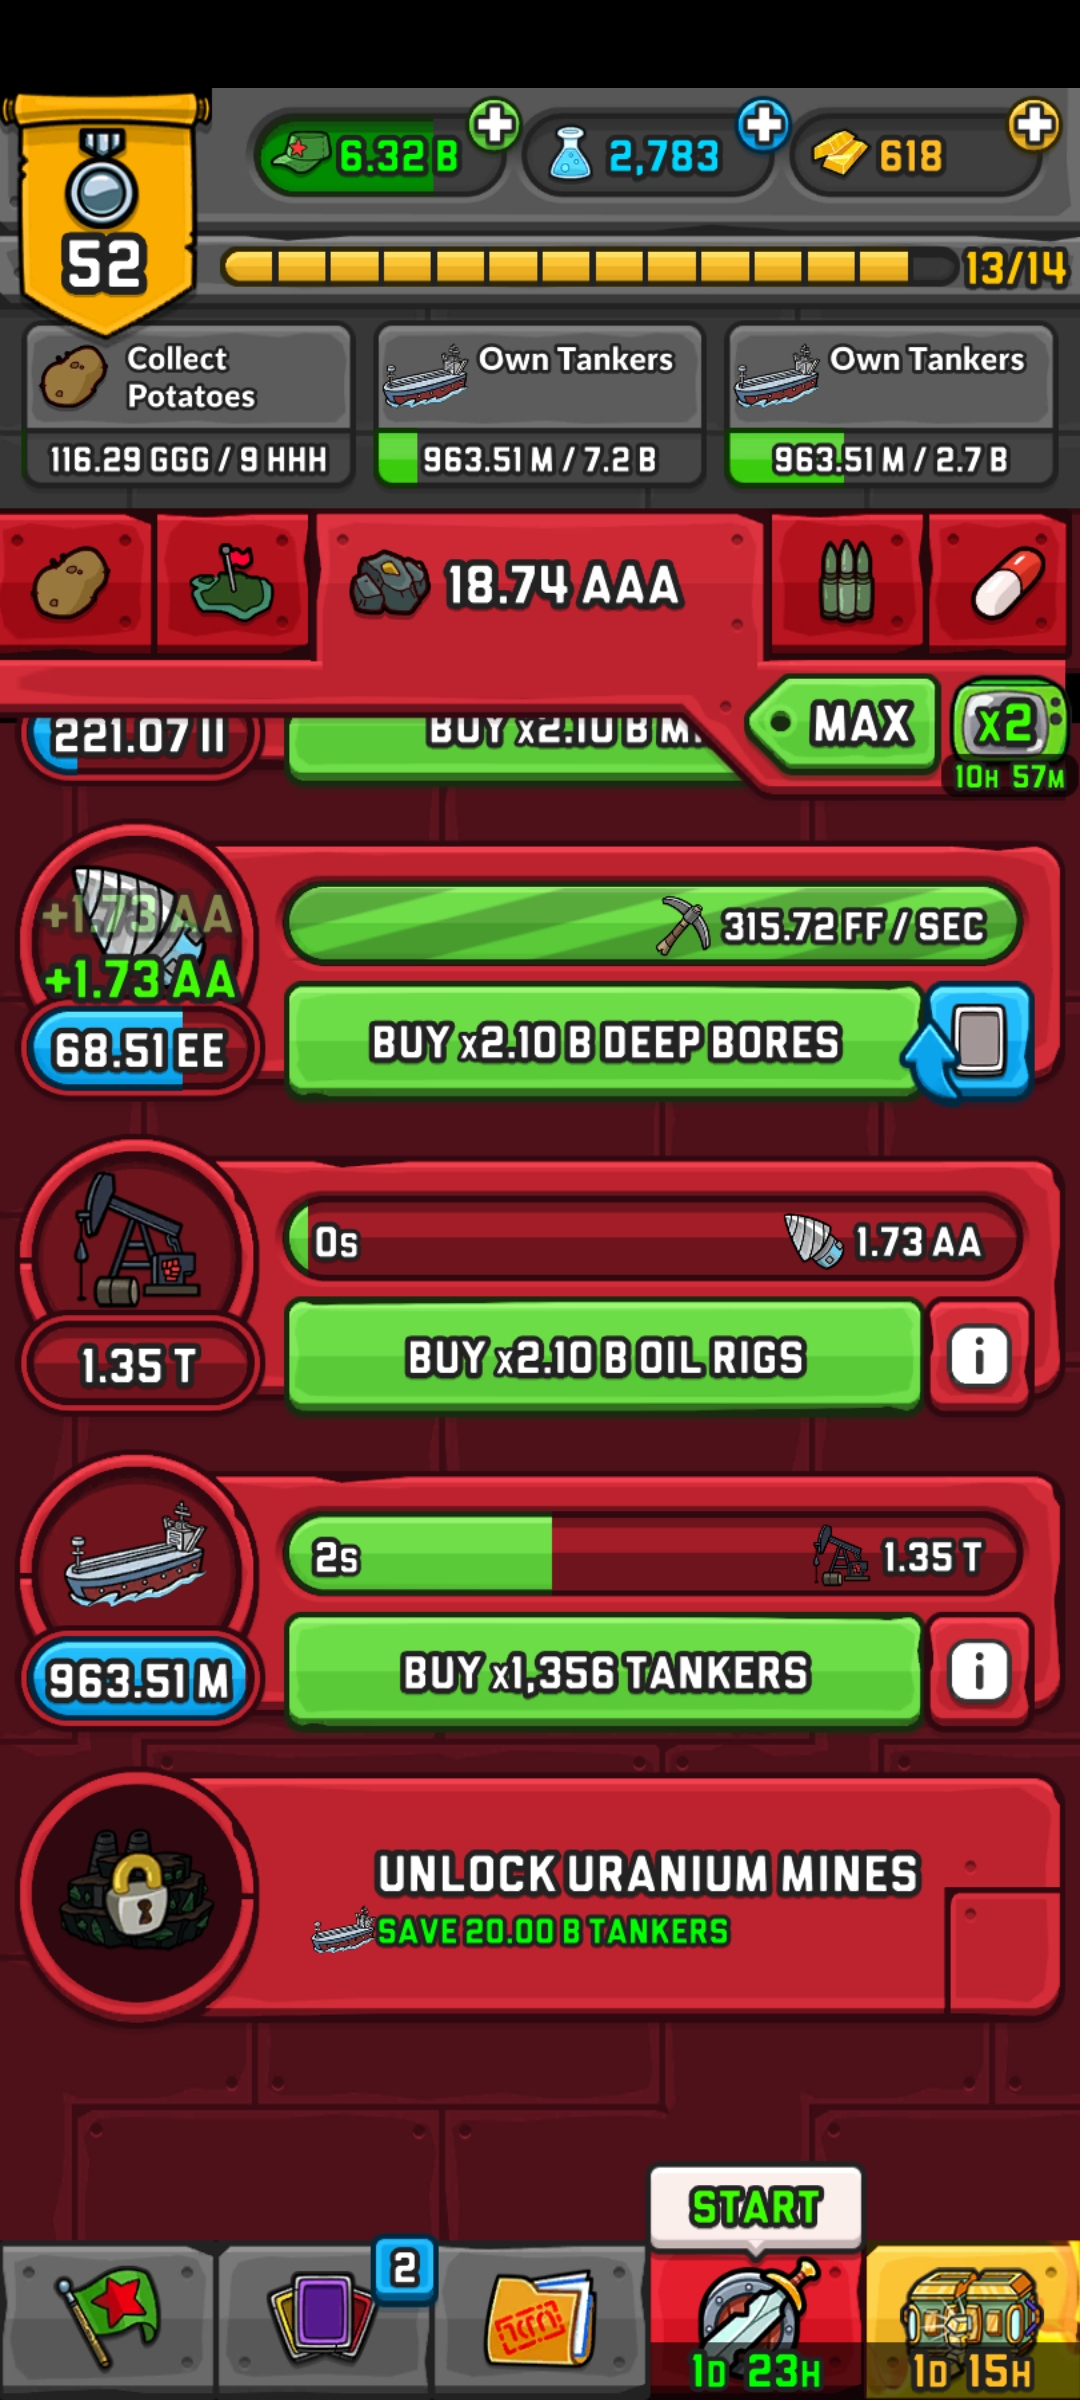 6.32 B
2,783
618
52
13/14
Collect
Potatoes
116.29 GGG / 9 HHH
Own Tankers
963.51 M / 7.2 B
Own Tankers
963.51 M / 2.7 B
18.74 AAA
MAX
x2
10H 57M
221.07 II
BUY x2.10 B
+1.73 AA
+1.73 AA
315.72 FF / SEC
68.51 EE
BUY x2.10 B DEEP BORES
0s
1.73 AA
1.35 T
BUY x2.10 B OIL RIGS
i
2s
1.35 T
963.51 M
BUY x1,356 TANKERS
i
UNLOCK URANIUM MINES
SAVE 20.00 B TANKERS
START
2
1D 23H
1D 15H